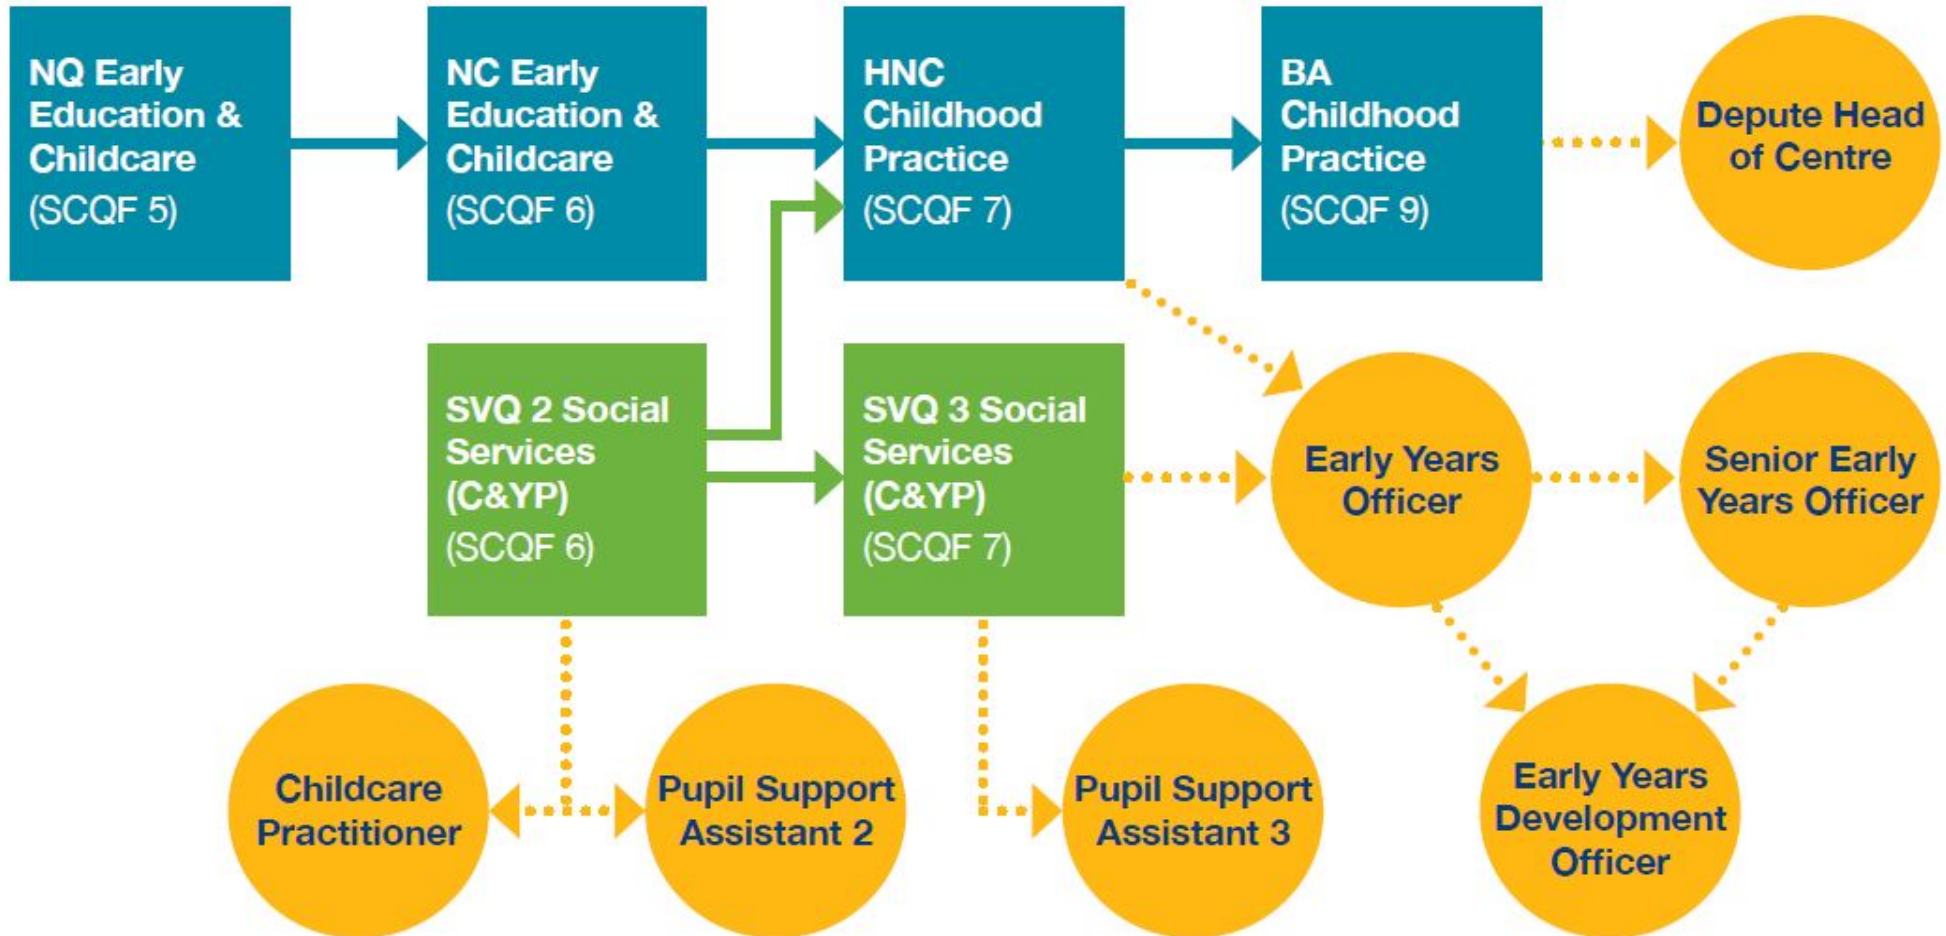 NQ Early
Education &
Childcare
(SCQF 5)
NC Early
Education &
Childcare
(SCQF 6)
HNC
Childhood
Practice
(SCQF 7)
BA
Childhood
Practice
(SCQF 9)
Depute Head
of Centre
SVQ 2 Social
Services
(C&YP)
(SCQF 6)
SVQ 3 Social
Services
(C&YP)
(SCQF 7)
Early Years
Officer
Senior Early
Years Officer
Childcare
Practitioner
Pupil Support
Assistant 2
Pupil Support
Assistant 3
Early Years
Development
Officer